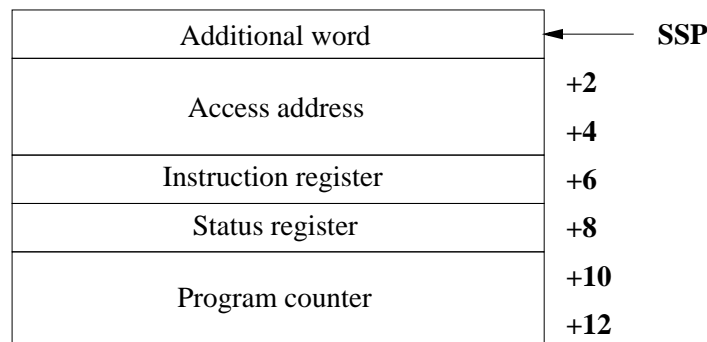 Additional word
SSP
+2
Access address
+4
Instruction register
+6
Status register
+8
+10
Program counter
+12